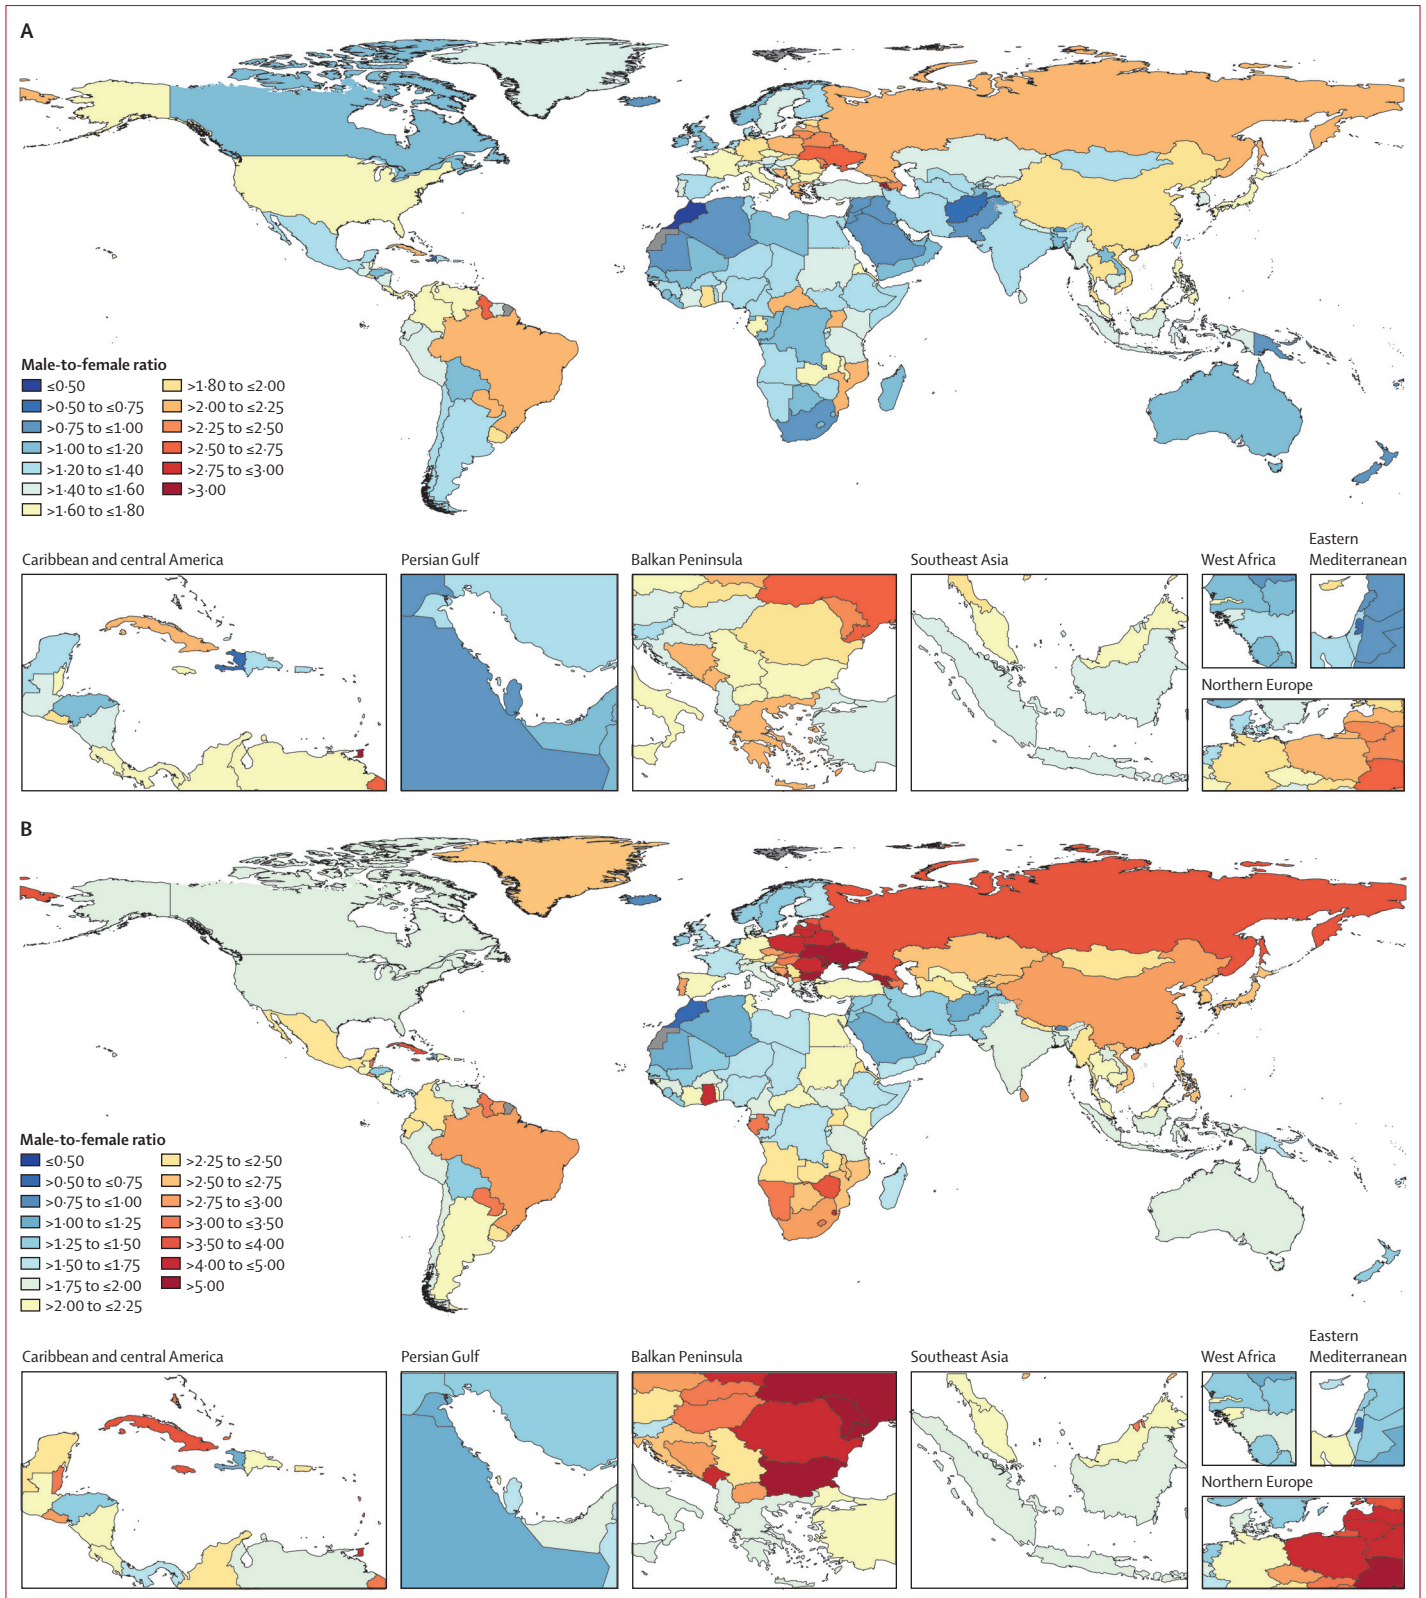 A
Male-to-female ratio
≤0·50
>0·50 to ≤0·75
>0·75 to ≤1·00
>1·00 to ≤1·20
>1·20 to ≤1·40
>1·40 to ≤1·60
>1·60 to ≤1·80
>1·80 to ≤2·00
>2·00 to ≤2·25
>2·25 to ≤2·50
>2·50 to ≤2·75
>2·75 to ≤3·00
>3·00
Caribbean and central America
Persian Gulf
Balkan Peninsula
Southeast Asia
West Africa
Eastern
Mediterranean
Northern Europe
B
Male-to-female ratio
≤0·50
>0·50 to ≤0·75
>0·75 to ≤1·00
>1·00 to ≤1·25
>1·25 to ≤1·50
>1·50 to ≤1·75
>1·75 to ≤2·00
>2·00 to ≤2·25
>2·25 to ≤2·50
>2·50 to ≤2·75
>2·75 to ≤3·00
>3·00 to ≤3·50
>3·50 to ≤4·00
>4·00 to ≤5·00
>5·00
Caribbean and central America
Persian Gulf
Balkan Peninsula
Southeast Asia
West Africa
Eastern
Mediterranean
Northern Europe